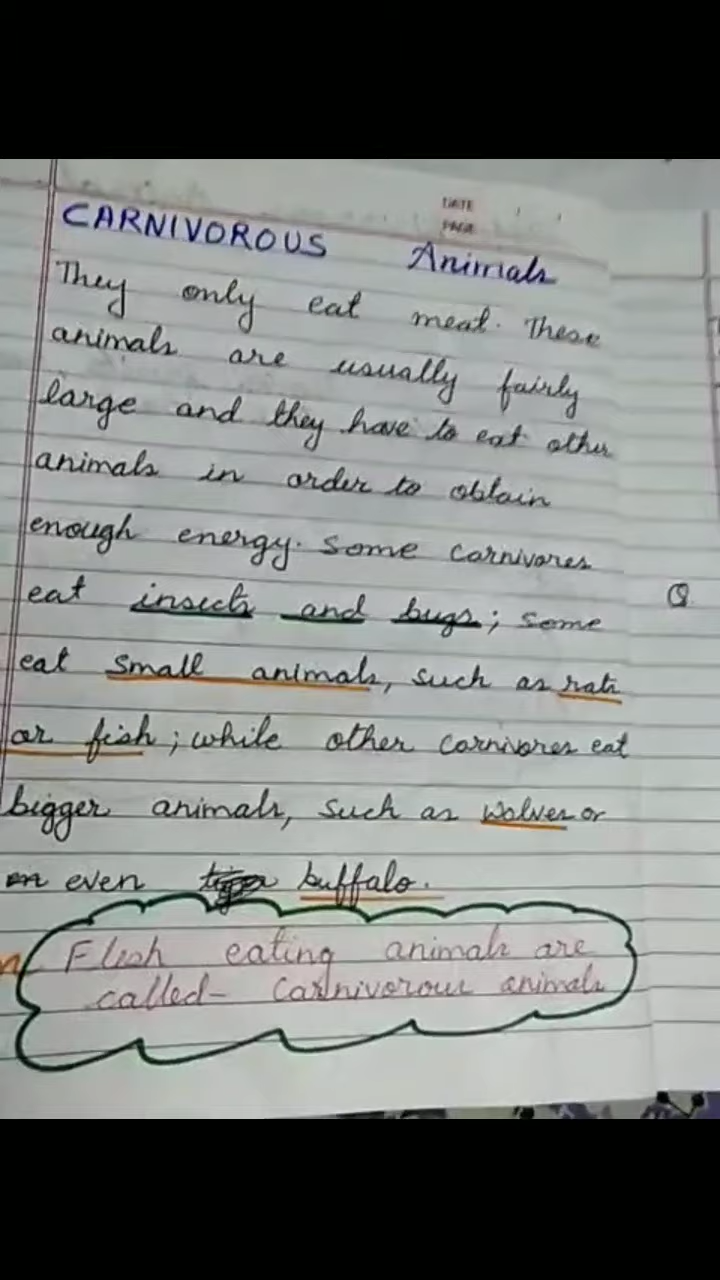 DATE
PAGE
CARNIVOROUS Animals
They only eat meat. These
animals are usually fairly
large and they have to eat other
animals in order to obtain
enough energy. Some carnivores
eat insects and bugs; some
eat small animals, such as rats
or fish; while other carnivores eat
bigger animals, such as wolves or
even buffalo.
Flesh eating animals are
called- Carnivorous animals
Q